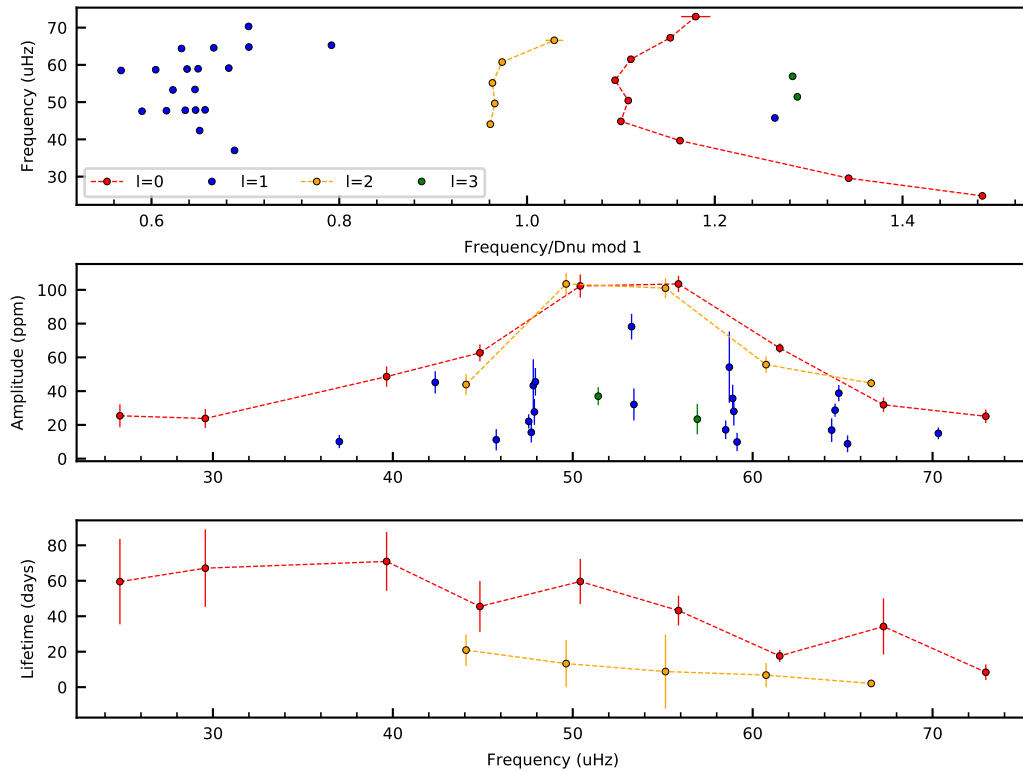 Frequency (uHz)
70
60
50
40
30
l=0 l=1 l=2 l=3
0.6 0.8 1.0 1.2 1.4
Frequency/Dnu mod 1
Amplitude (ppm)
100
80
60
40
20
0
30 40 50 60 70
Lifetime (days)
80
60
40
20
0
30 40 50 60 70
Frequency (uHz)